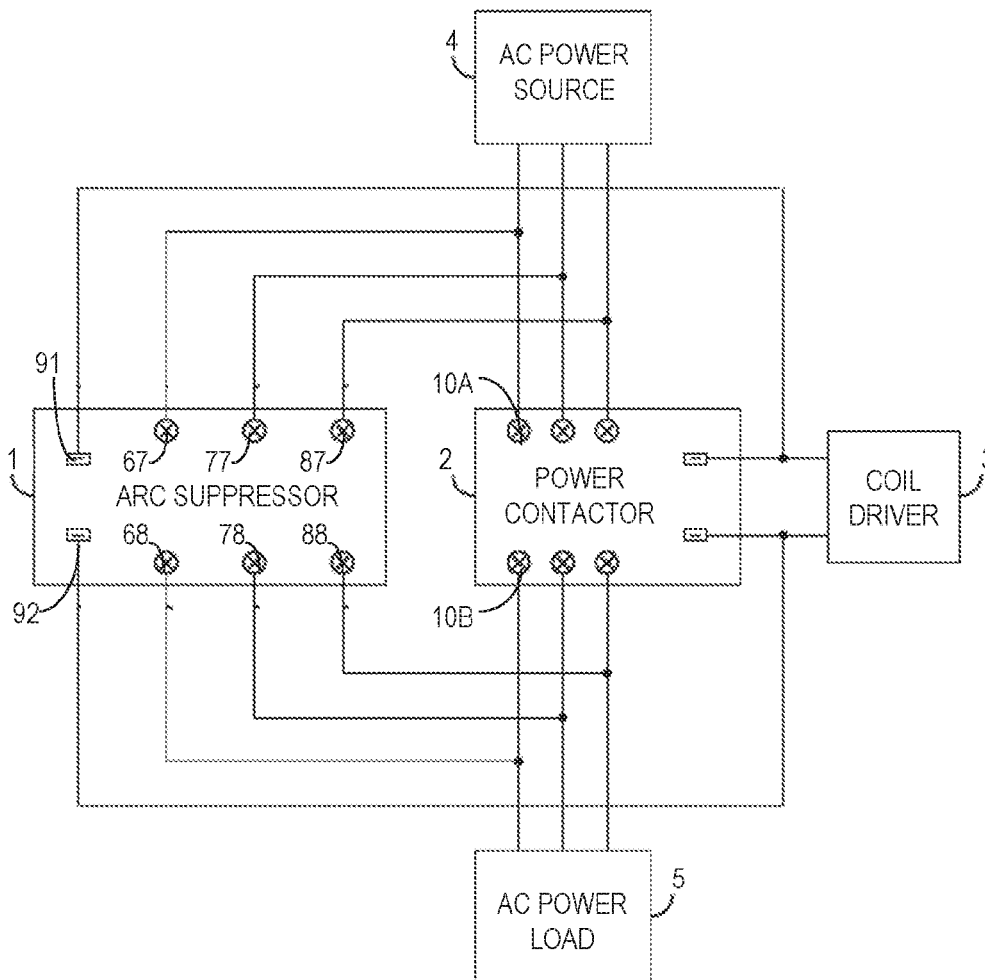 4
AC POWER
SOURCE
91
10A
1
67
77
87
2
3
ARC SUPPRESSOR
POWER
CONTACTOR
COIL
DRIVER
68
78
88
92
10B
5
AC POWER
LOAD